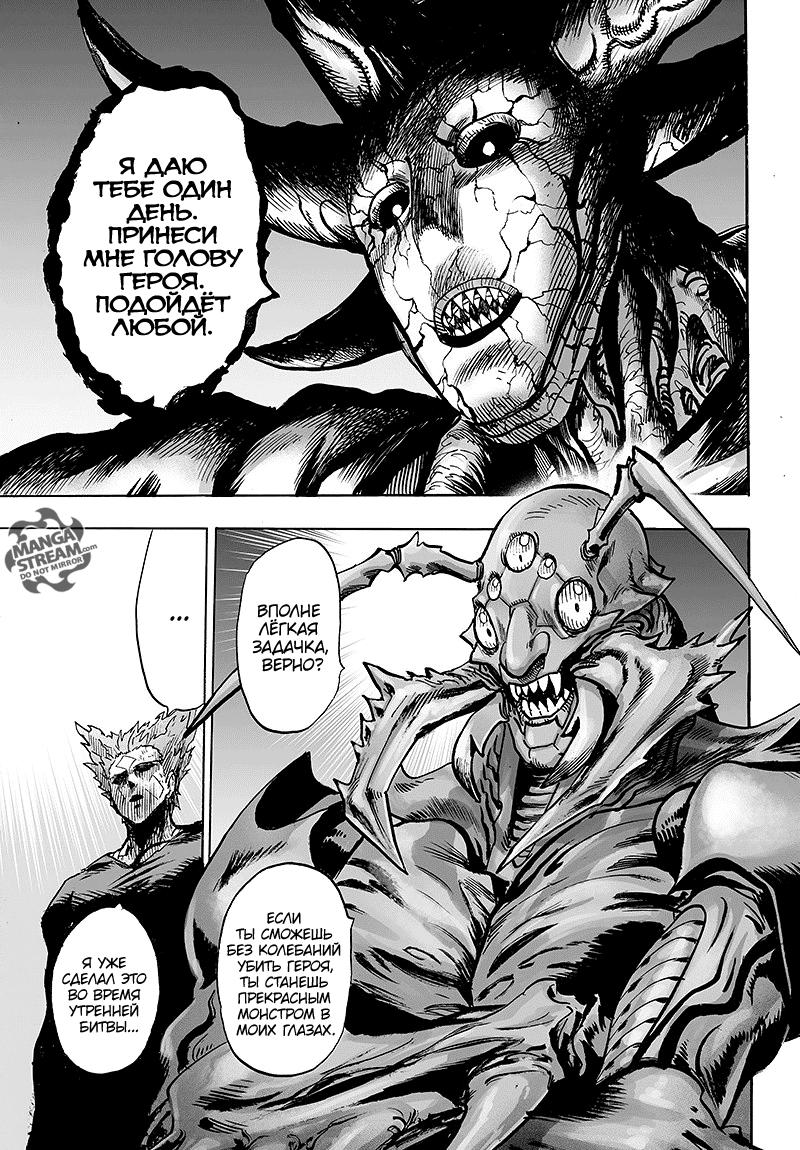 Я ДАЮ
ТЕБЕ ОДИН
ДЕНЬ.
ПРИНЕСИ
МНЕ ГОЛОВУ
ГЕРОЯ.
ПОДОЙДЁТ
ЛЮБОЙ.
MANGA
STREAM.com
DO NOT MIRROR
ВПОЛНЕ
ЛЁГКАЯ
ЗАДАЧКА,
ВЕРНО?
...
ЕСЛИ
ТЫ СМОЖЕШЬ
БЕЗ КОЛЕБАНИЙ
УБИТЬ ГЕРОЯ,
ТЫ СТАНЕШЬ
ПРЕКРАСНЫМ
МОНСТРОМ В
МОИХ ГЛАЗАХ.
Я УЖЕ
СДЕЛАЛ ЭТО
ВО ВРЕМЯ
УТРЕННЕЙ
БИТВЫ...